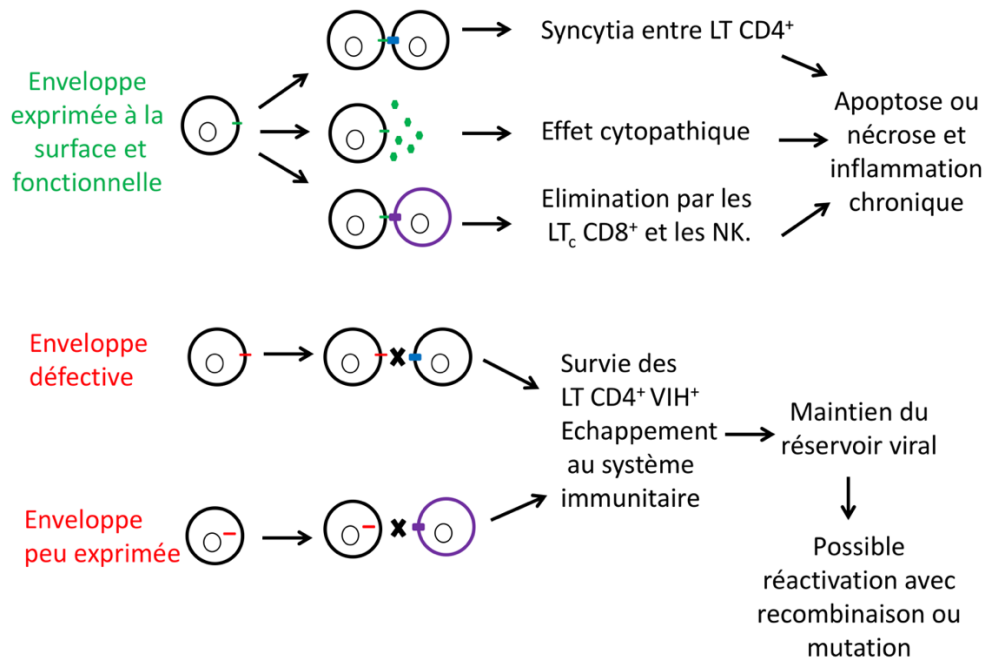 Enveloppe
exprimée à la
surface et
fonctionnelle
Syncytia entre LT CD4⁺
Effet cytopathique
Elimination par les
LTc CD8⁺ et les NK.
Apoptose ou
nécrose et
inflammation
chronique
Enveloppe
défective
Enveloppe
peu exprimée
Survie des
LT CD4⁺ VIH⁺
Echappement
au système
immunitaire
Maintien du
réservoir viral
Possible
réactivation avec
recombinaison ou
mutation